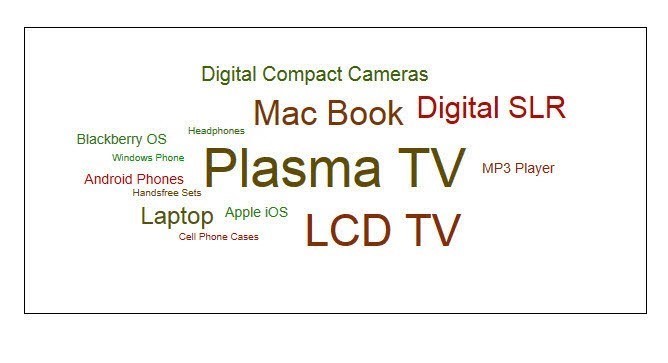 Digital Compact Cameras
Mac Book
Digital SLR
Headphones
Blackberry OS
Windows Phone
Plasma TV
MP3 Player
Android Phones
Handsfree Sets
Laptop
Apple iOS
LCD TV
Cell Phone Cases